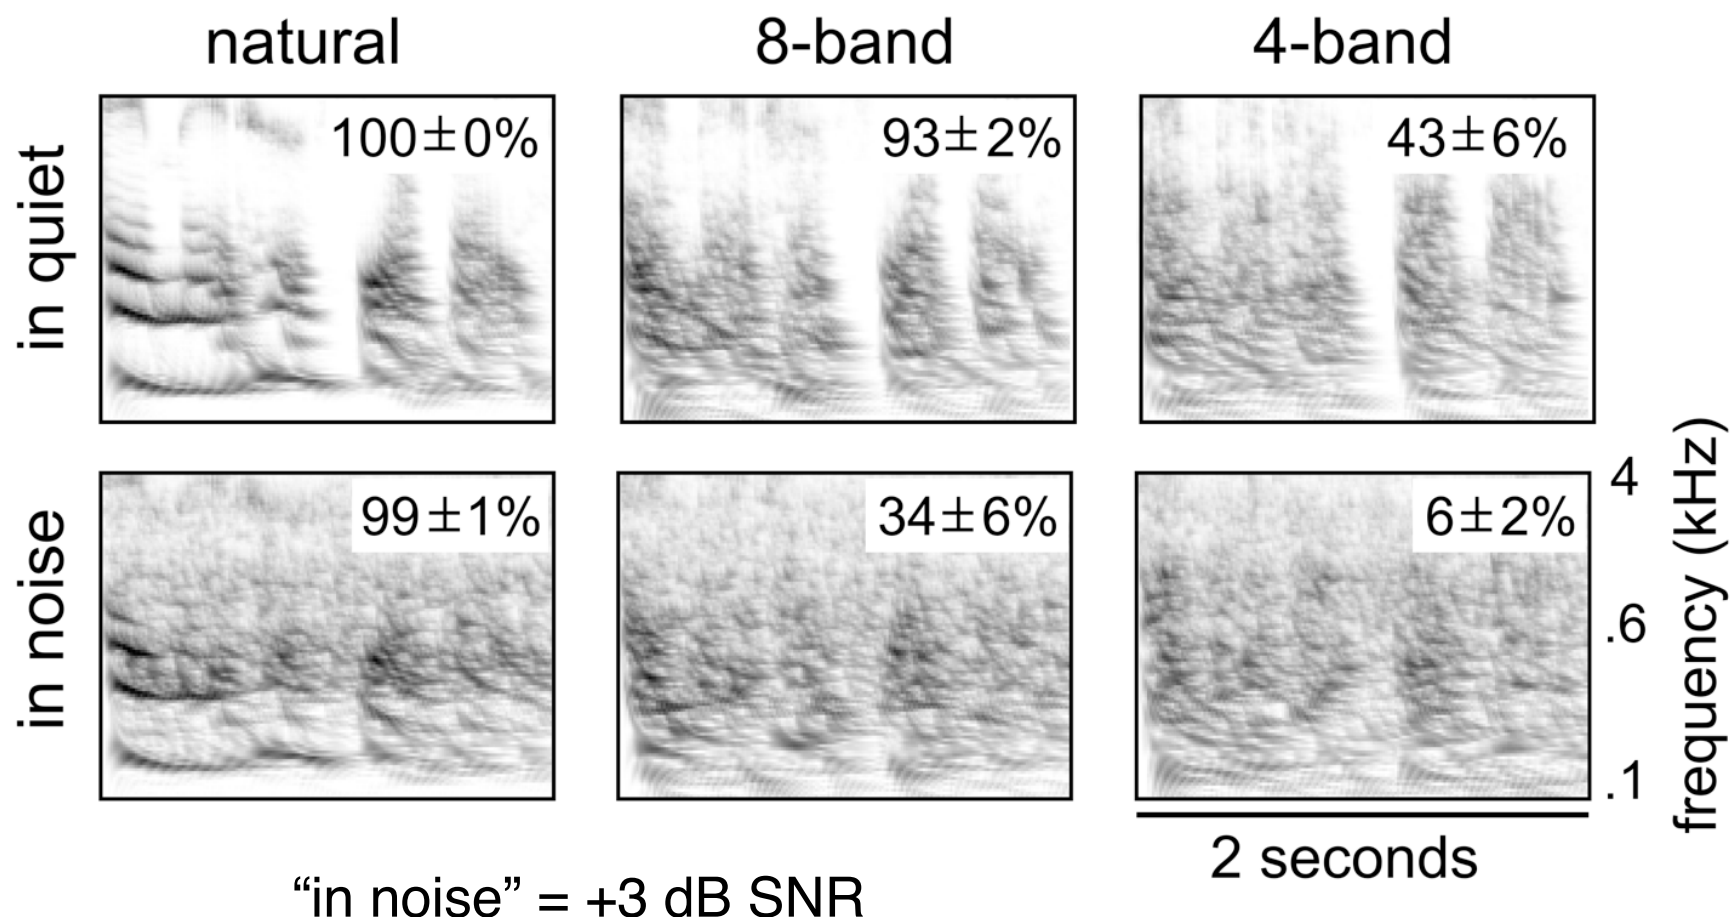 natural 8-band 4-band
in quiet
100±0% 93±2% 43±6%
in noise
99±1% 34±6% 6±2%
4
.6
.1
frequency (kHz)
2 seconds
“in noise” = +3 dB SNR